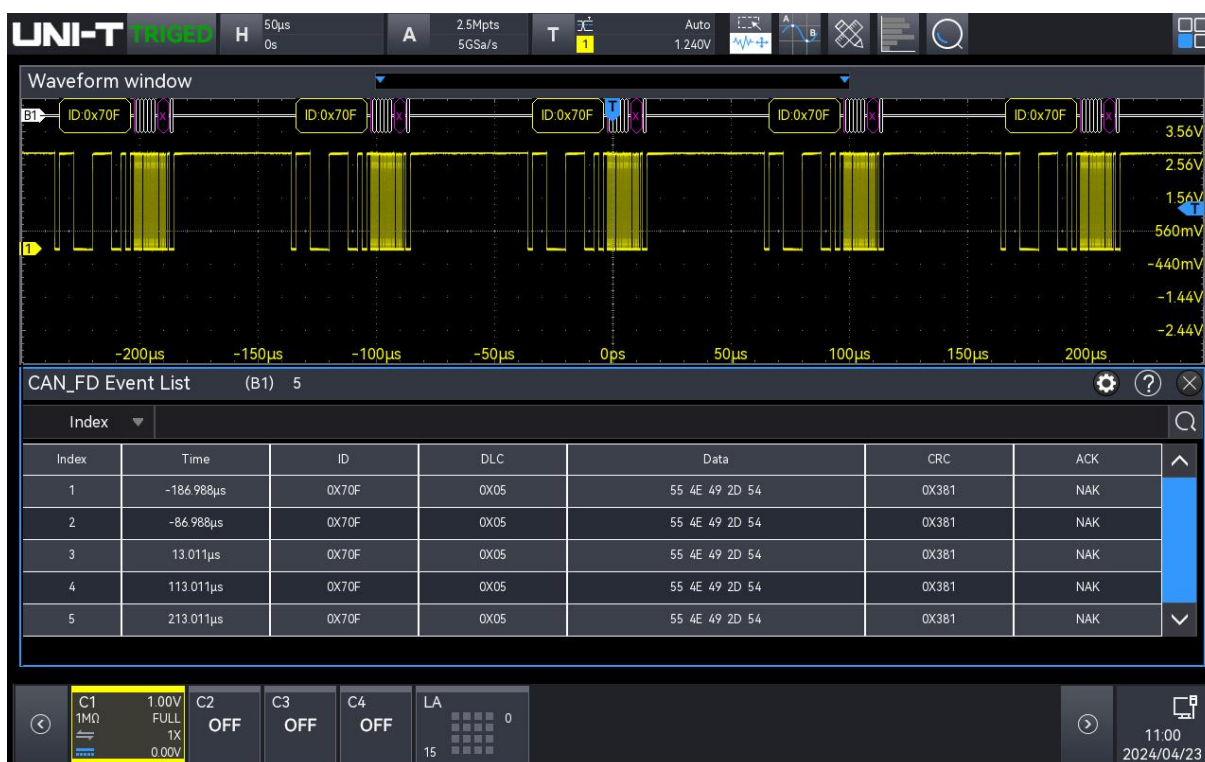 UNI-T TRIGED H 50μs 0s A 2.5Mpts 5GSa/s T 1 Auto 1.240V A B
Waveform window
B1 ID:0x70F X ID:0x70F X ID:0x70F T X ID:0x70F X ID:0x70F X
3.56V
2.56V
1.56V
T
560mV
1
-440mV
-1.44V
-2.44V
-200μs -150μs -100μs -50μs 0ps 50μs 100μs 150μs 200μs
CAN_FD Event List (B1) 5 ?
Index
Index Time ID DLC Data CRC ACK
1 -186.988μs 0X70F 0X05 55 4E 49 2D 54 0X381 NAK
2 -86.988μs 0X70F 0X05 55 4E 49 2D 54 0X381 NAK
3 13.011μs 0X70F 0X05 55 4E 49 2D 54 0X381 NAK
4 113.011μs 0X70F 0X05 55 4E 49 2D 54 0X381 NAK
5 213.011μs 0X70F 0X05 55 4E 49 2D 54 0X381 NAK
C1 1.00V C2 C3 C4 LA
1MΩ FULL OFF OFF OFF 0
1X
0.00V 15
11:00
2024/04/23